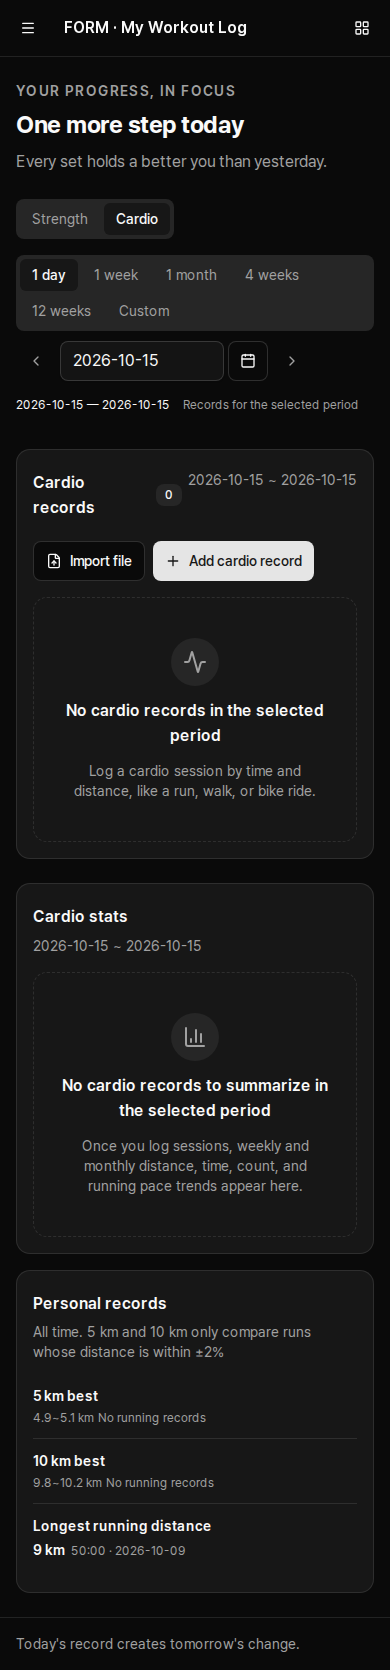 FORM · My Workout Log
YOUR PROGRESS, IN FOCUS
One more step today
Every set holds a better you than yesterday.
Strength Cardio
1 day 1 week 1 month 4 weeks
12 weeks Custom
2026-10-15
2026-10-15 — 2026-10-15 Records for the selected period
Cardio records 0 2026-10-15 ~ 2026-10-15
Import file Add cardio record
No cardio records in the selected
period
Log a cardio session by time and
distance, like a run, walk, or bike ride.
Cardio stats
2026-10-15 ~ 2026-10-15
No cardio records to summarize in
the selected period
Once you log sessions, weekly and
monthly distance, time, count, and
running pace trends appear here.
Personal records
All time. 5 km and 10 km only compare runs
whose distance is within ±2%
5 km best
4.9–5.1 km No running records
10 km best
9.8–10.2 km No running records
Longest running distance
9 km 50:00 · 2026-10-09
Today's record creates tomorrow's change.